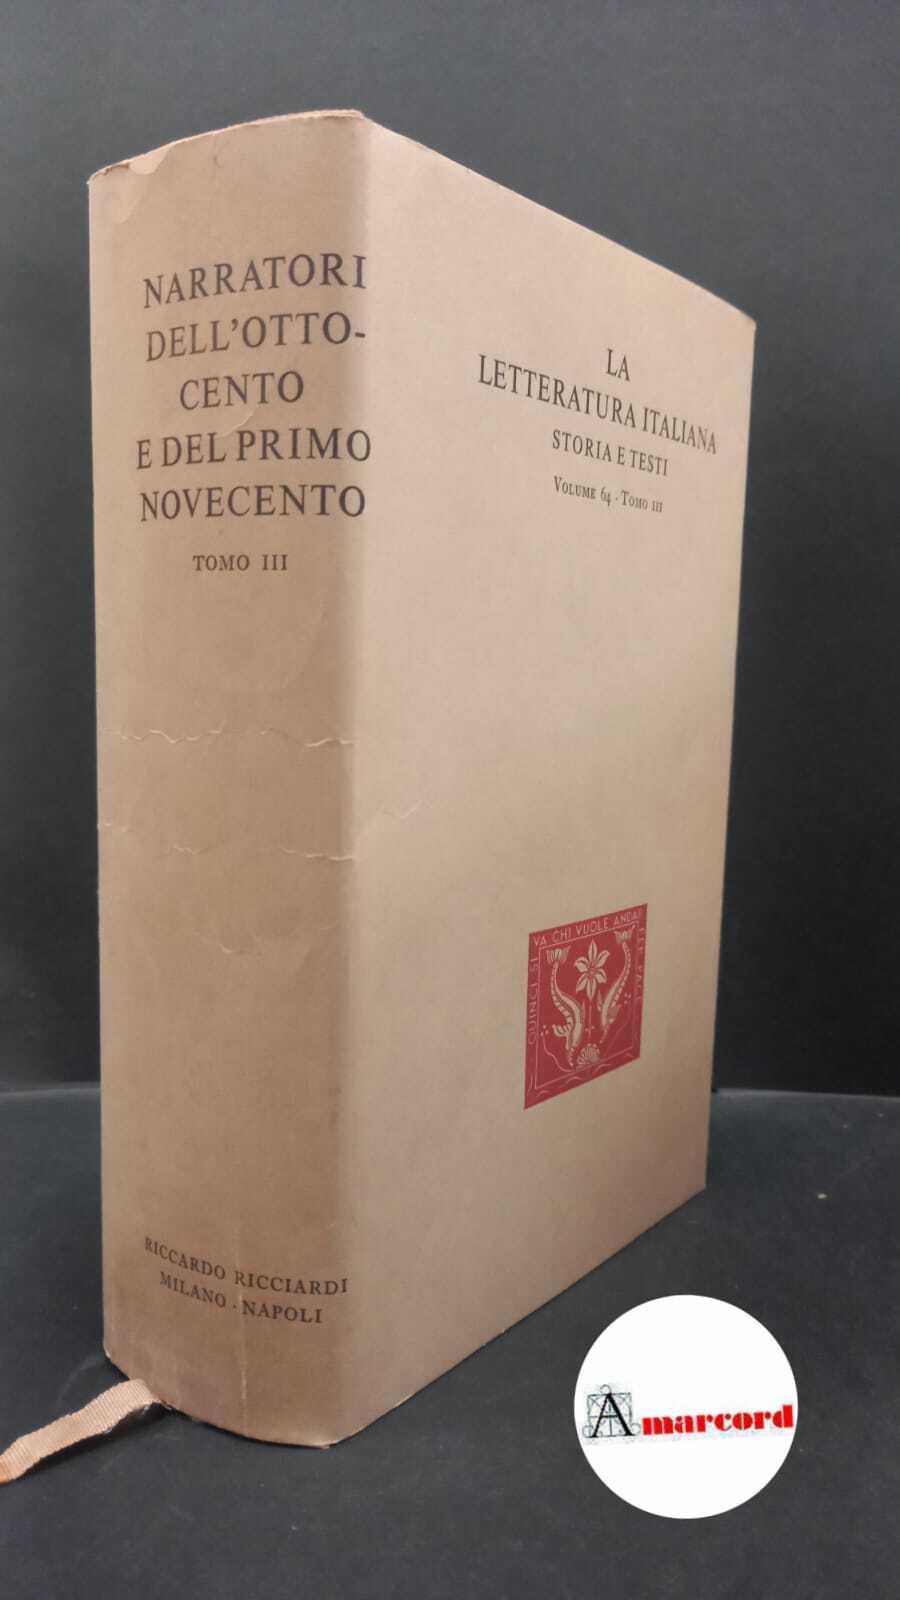 NARRATORI
DELL'OTTO-
CENTO
E DEL PRIMO
NOVECENTO
TOMO III
RICCARDO RICCIARDI
MILANO · NAPOLI
LA
LETTERATURA ITALIANA
STORIA E TESTI
VOLUME 64 · TOMO III
QUINCI SI VA CHI VUOLE ANDAR PER PACE
Amarcord